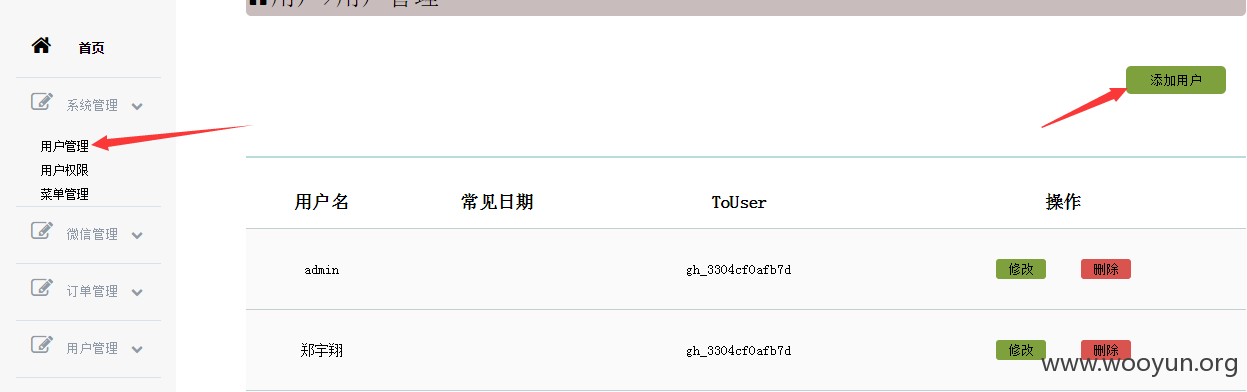 用户>用户管理
首页
添加用户
系统管理
用户管理
用户权限
菜单管理
用户名 常见日期 ToUser 操作
微信管理
admin gh_3304cf0afb7d 修改 删除
订单管理
用户管理
郑宇翔 gh_3304cf0afb7d 修改 删除
www.wooyun.org